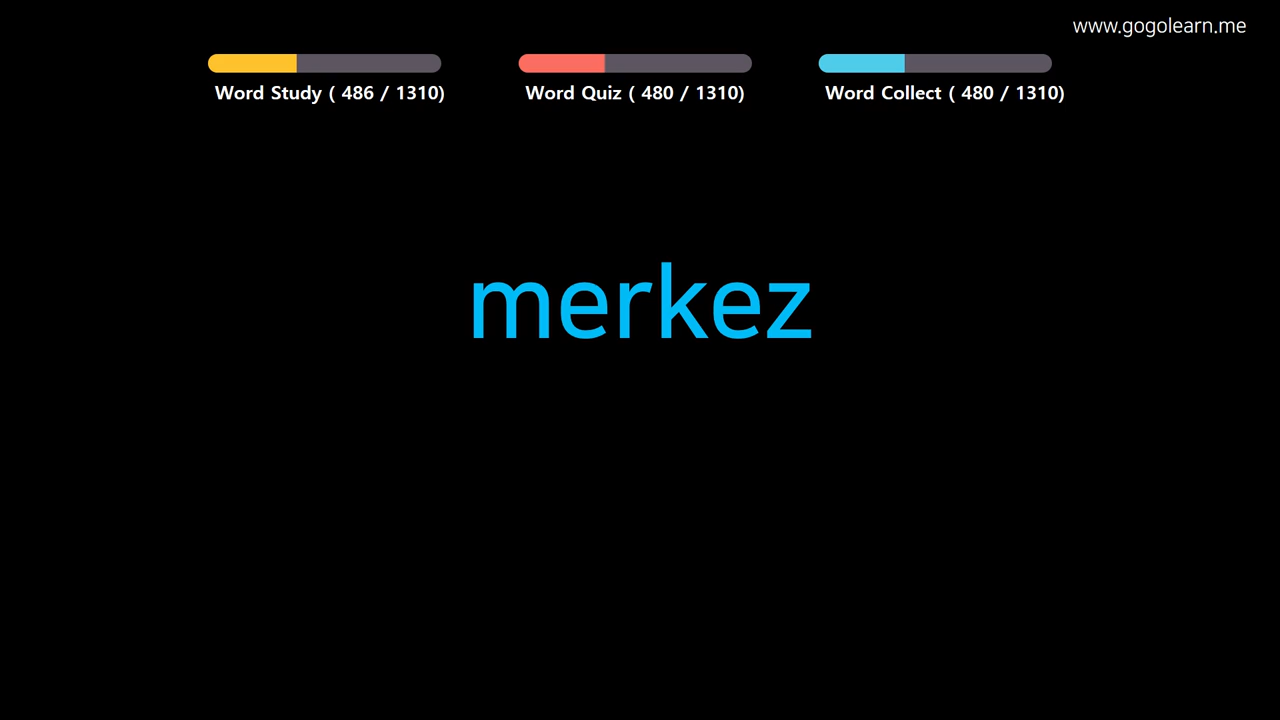 www.gogolearn.me
Word Study ( 486 / 1310)
Word Quiz ( 480 / 1310)
Word Collect ( 480 / 1310)
merkez